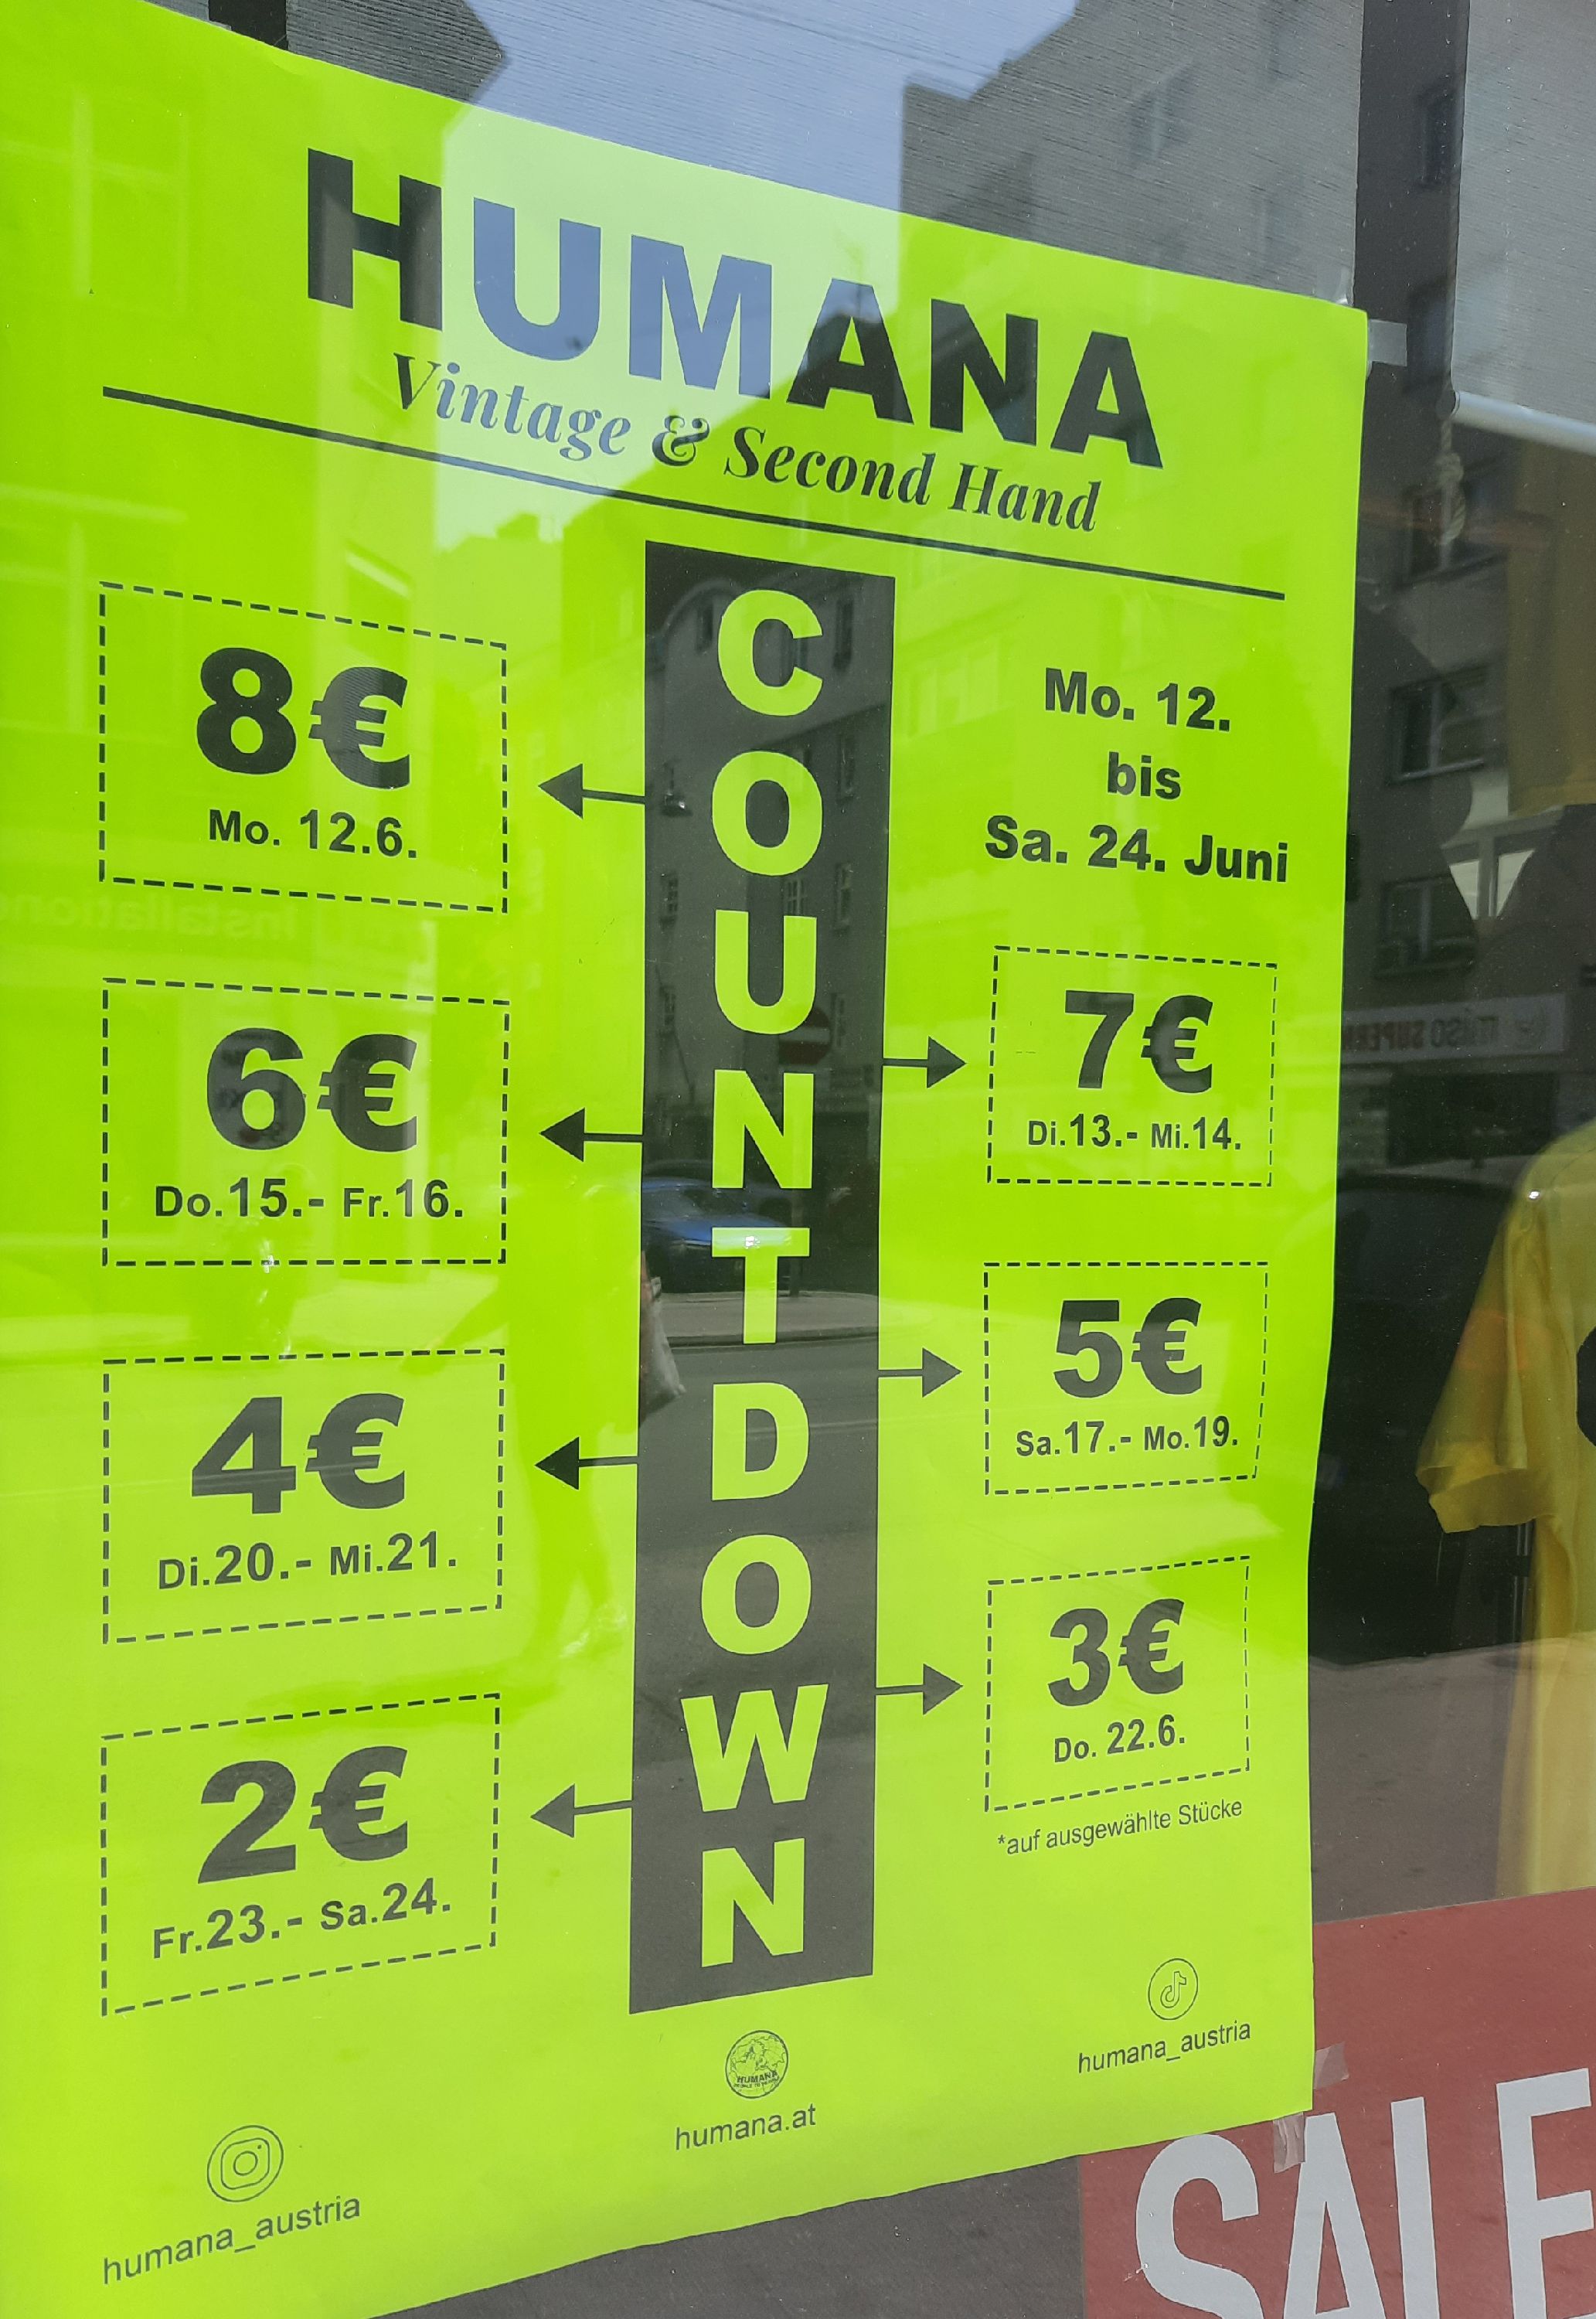 HUMANA
Vintage & Second Hand
COUNTDOWN
Mo. 12.
bis
Sa. 24. Juni
8€
Mo. 12.6.
7€
Di.13.- Mi.14.
6€
Do.15.- Fr.16.
5€
Sa.17.- Mo.19.
4€
Di.20.- Mi.21.
3€
Do. 22.6.
*auf ausgewählte Stücke
2€
Fr.23.- Sa.24.
humana_austria
HUMANA
humana.at
humana_austria
SALE